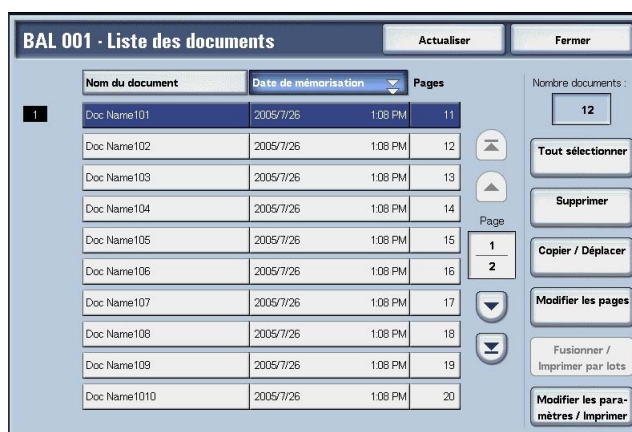 BAL 001 - Liste des documents
Actualiser
Fermer
Nom du document
Date de mémorisation
Pages
Nombre documents :
12
1
Doc Name101 2005/7/26 1:08 PM 11
Doc Name102 2005/7/26 1:08 PM 12
Doc Name103 2005/7/26 1:08 PM 13
Doc Name104 2005/7/26 1:08 PM 14
Doc Name105 2005/7/26 1:08 PM 15
Doc Name106 2005/7/26 1:08 PM 16
Doc Name107 2005/7/26 1:08 PM 17
Doc Name108 2005/7/26 1:08 PM 18
Doc Name109 2005/7/26 1:08 PM 19
Doc Name1010 2005/7/26 1:08 PM 20
Page
1
2
Tout sélectionner
Supprimer
Copier / Déplacer
Modifier les pages
Fusionner /
Imprimer par lots
Modifier les para-
mètres / Imprimer